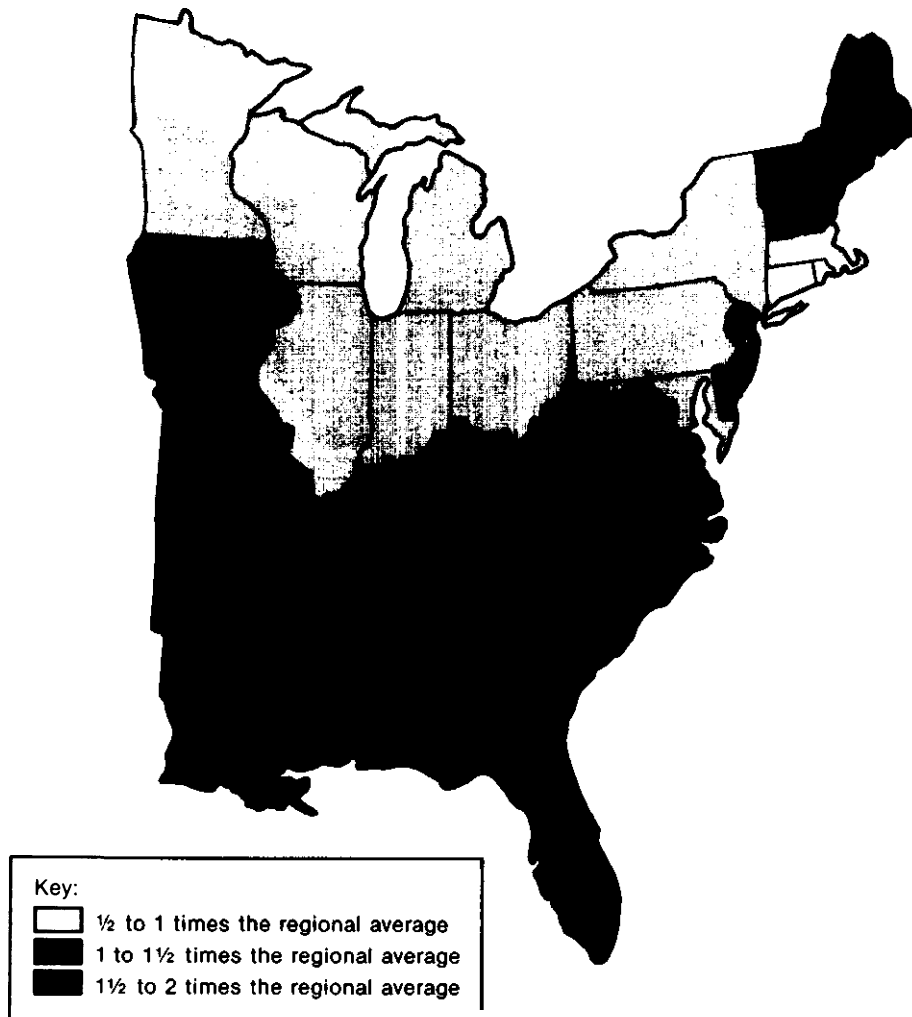 Key:
½ to 1 times the regional average
1 to 1½ times the regional average
1½ to 2 times the regional average